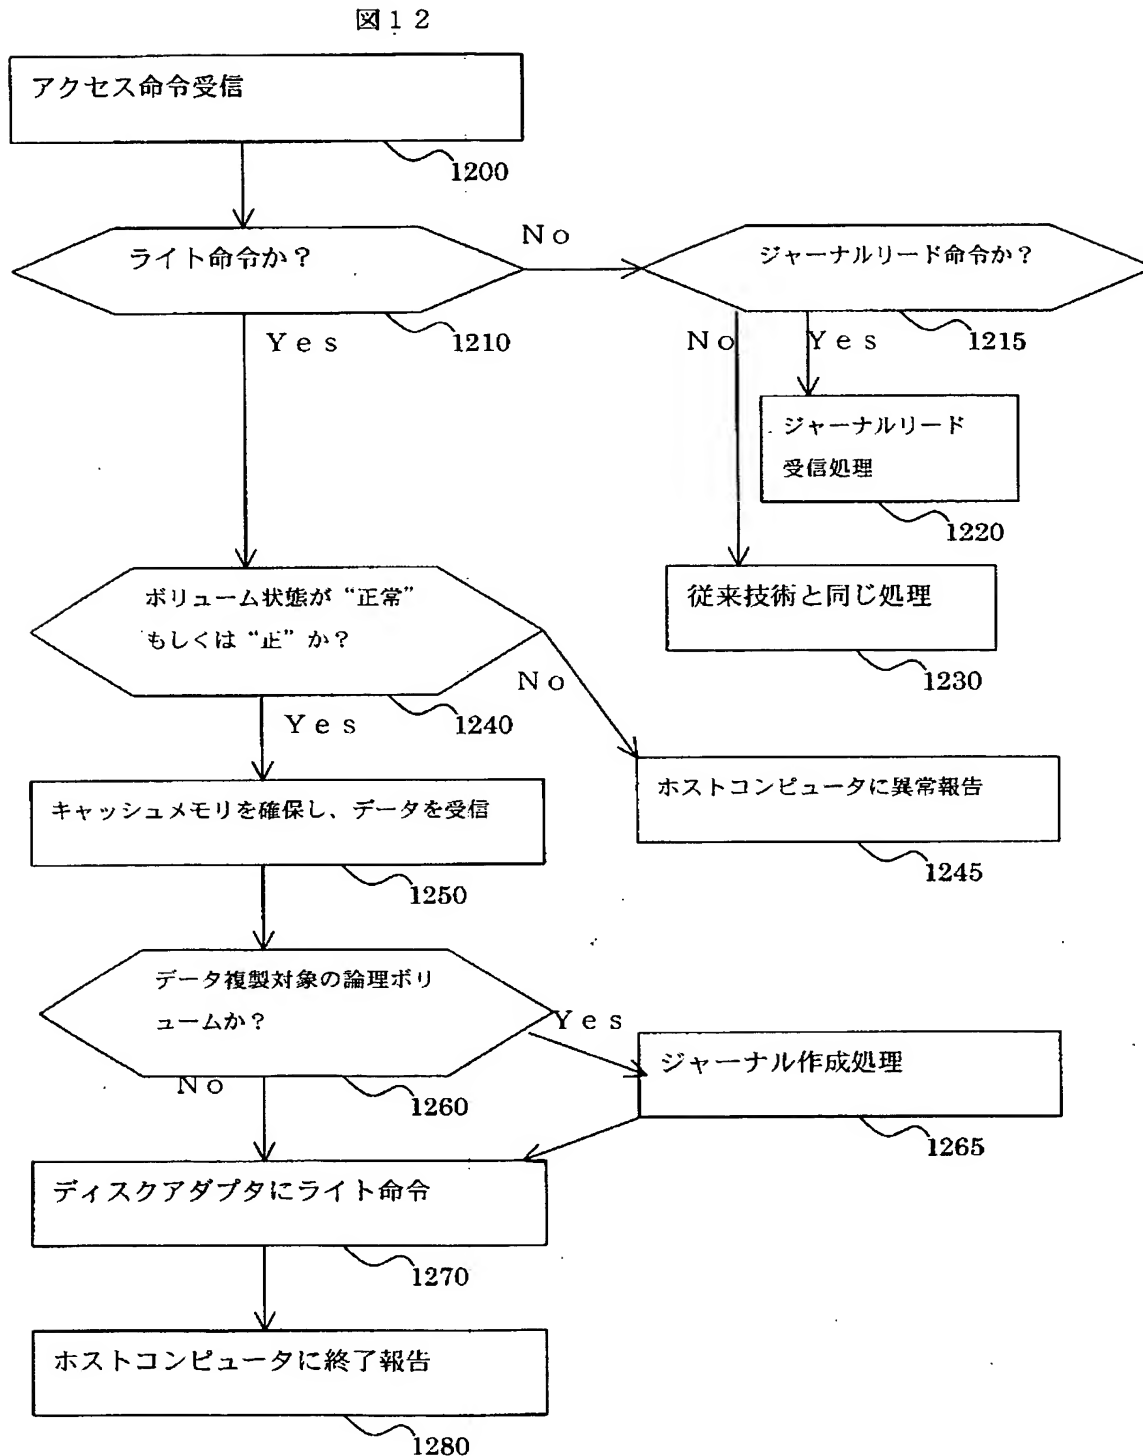 図12
アクセス命令受信
1200
ライト命令か？
No
ジャーナルリード命令か？
Yes
1210
No
Yes
1215
ジャーナルリード
受信処理
1220
ボリューム状態が“正常”
もしくは“正”か？
従来技術と同じ処理
1230
No
Yes
1240
ホストコンピュータに異常報告
1245
キャッシュメモリを確保し、データを受信
1250
データ複製対象の論理ボリ
ュームか？
Yes
ジャーナル作成処理
No
1260
1265
ディスクアダプタにライト命令
1270
ホストコンピュータに終了報告
1280